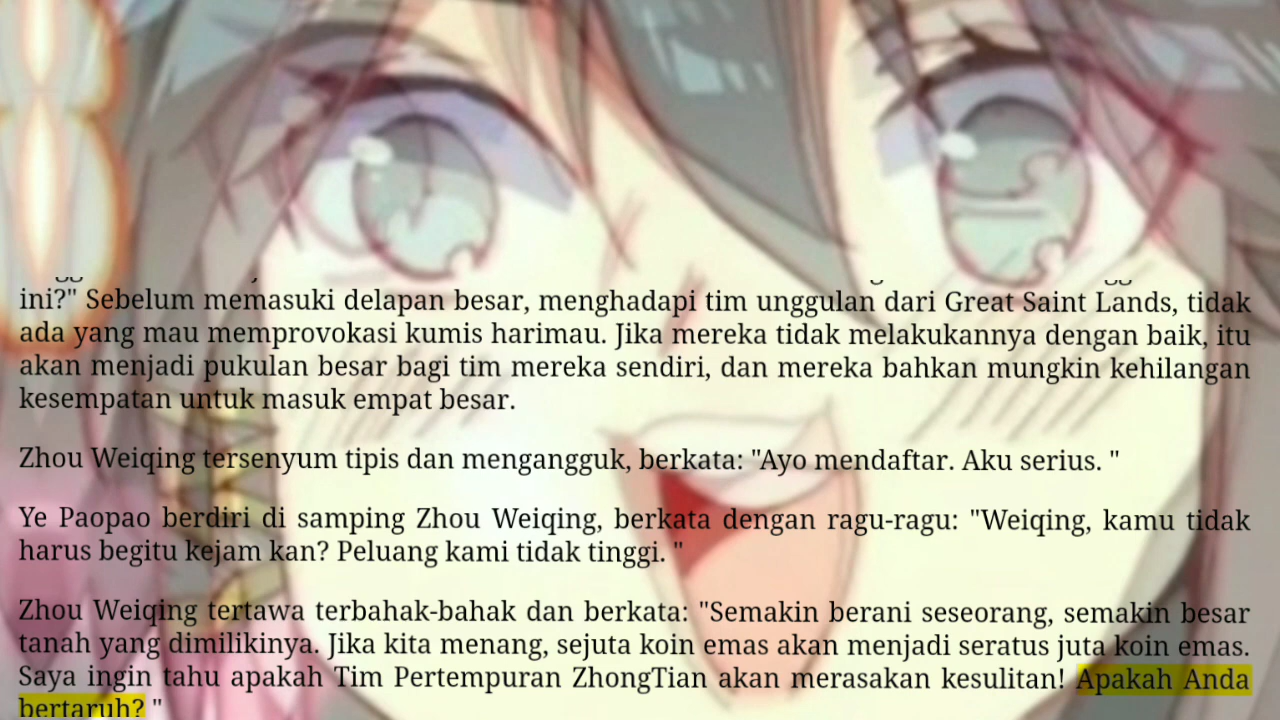 ini?" Sebelum memasuki delapan besar, menghadapi tim unggulan dari Great Saint Lands, tidak
ada yang mau memprovokasi kumis harimau. Jika mereka tidak melakukannya dengan baik, itu
akan menjadi pukulan besar bagi tim mereka sendiri, dan mereka bahkan mungkin kehilangan
kesempatan untuk masuk empat besar.
Zhou Weiqing tersenyum tipis dan mengangguk, berkata: "Ayo mendaftar. Aku serius. "
Ye Paopao berdiri di samping Zhou Weiqing, berkata dengan ragu-ragu: "Weiqing, kamu tidak
harus begitu kejam kan? Peluang kami tidak tinggi. "
Zhou Weiqing tertawa terbahak-bahak dan berkata: "Semakin berani seseorang, semakin besar
tanah yang dimilikinya. Jika kita menang, sejuta koin emas akan menjadi seratus juta koin emas.
Saya ingin tahu apakah Tim Pertempuran ZhongTian akan merasakan kesulitan! Apakah Anda
bertaruh? "